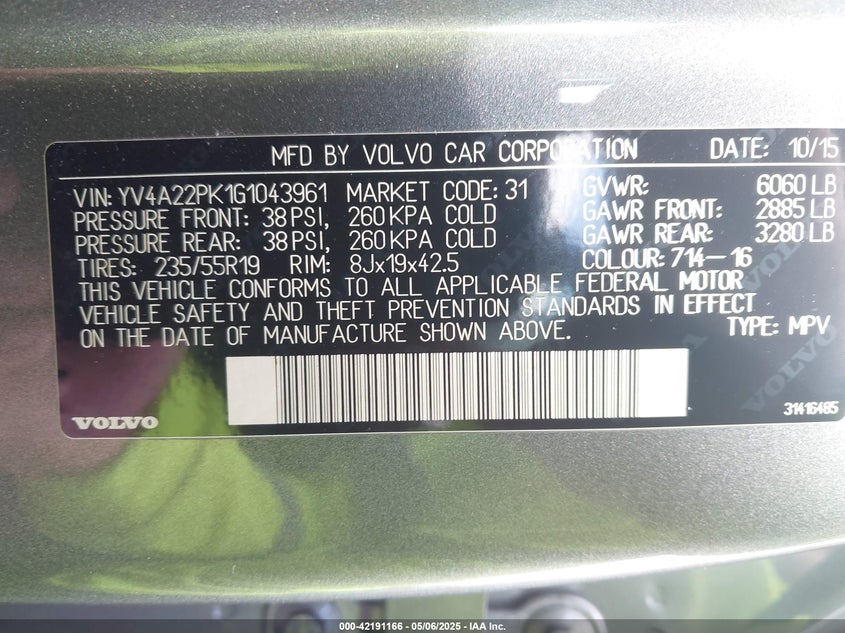 MFD BY VOLVO CAR CORPORATION DATE: 10/15
VIN: YV4A22PK1G1043961 MARKET CODE: 31 GVWR: 6060 LB
PRESSURE FRONT: 38 PSI, 260 KPA COLD GAWR FRONT: 2885 LB
PRESSURE REAR: 38 PSI, 260 KPA COLD GAWR REAR: 3280 LB
TIRES: 235/55R19 RIM: 8Jx19x42.5 COLOUR: 714-16
THIS VEHICLE CONFORMS TO ALL APPLICABLE FEDERAL MOTOR
VEHICLE SAFETY AND THEFT PREVENTION STANDARDS IN EFFECT
ON THE DATE OF MANUFACTURE SHOWN ABOVE. TYPE: MPV
VOLVO 31416485
000-42191166 - 05/06/2025 - IAA Inc.